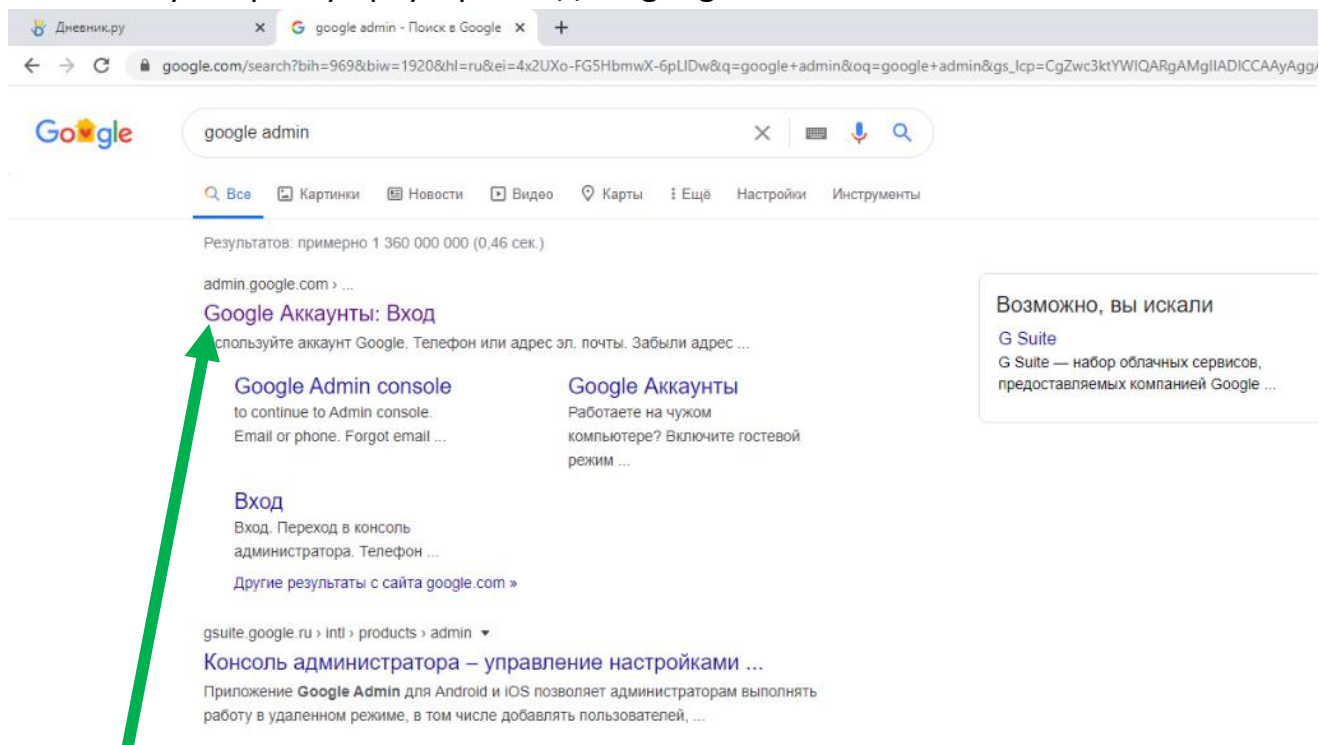 Дневник.ру
google admin - Поиск в Google
google.com/search?bih=969&biw=1920&hl=ru&ei=4x2UXo-FG5HbmwX-6pLIDw&q=google+admin&oq=google+admin&gs_lcp=CgZwc3ktYWIQARgAMgIIADICCAAyAggA
Google
google admin
Все Картинки Новости Видео Карты Ещё Настройки Инструменты
Результатов: примерно 1 360 000 000 (0,46 сек.)
admin.google.com › ...
Google Аккаунты: Вход
спользуйте аккаунт Google. Телефон или адрес эл. почты. Забыли адрес ...
Google Admin console
to continue to Admin console.
Email or phone. Forgot email ...
Google Аккаунты
Работаете на чужом
компьютере? Включите гостевой
режим ...
Вход
Вход. Переход в консоль
администратора. Телефон ...
Другие результаты с сайта google.com »
gsuite.google.ru › intl › products › admin
Консоль администратора – управление настройками ...
Приложение Google Admin для Android и iOS позволяет администраторам выполнять
работу в удаленном режиме, в том числе добавлять пользователей, ...
Возможно, вы искали
G Suite
G Suite — набор облачных сервисов,
предоставляемых компанией Google ...